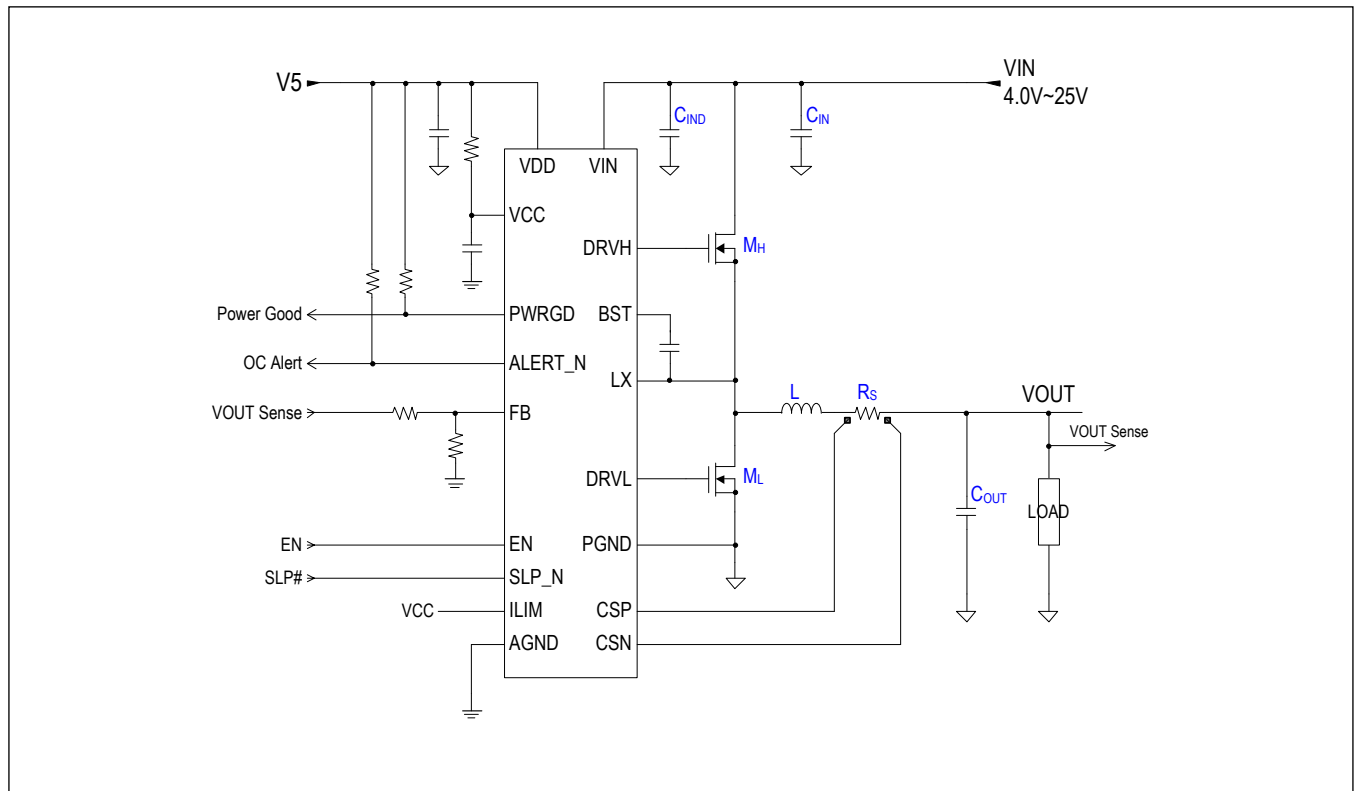 V5
VIN
4.0V~25V
CIND
CIN
VDD
VIN
VCC
DRVH
MH
Power Good
PWRGD
BST
OC Alert
ALERT_N
LX
L
RS
VOUT
VOUT Sense
FB
VOUT Sense
DRVL
ML
COUT
LOAD
EN
EN
PGND
SLP#
SLP_N
VCC
ILIM
CSP
AGND
CSN